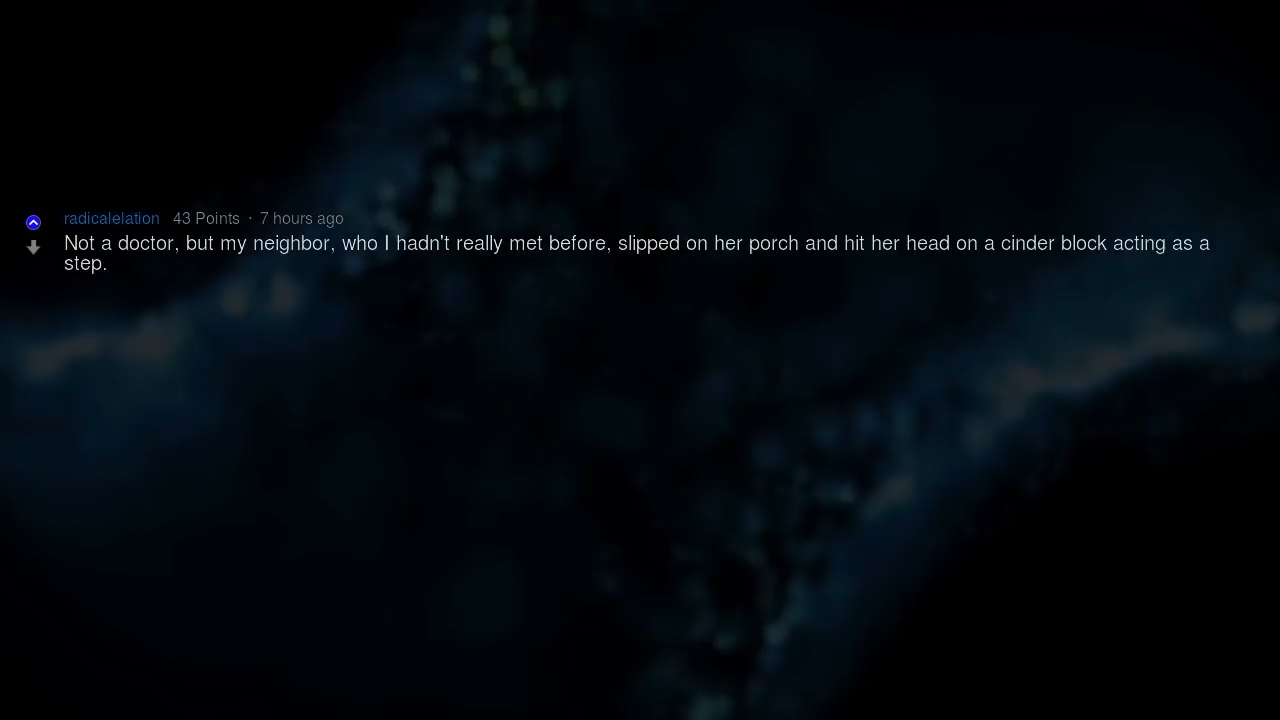 radicalelation 43 Points · 7 hours ago
Not a doctor, but my neighbor, who I hadn't really met before, slipped on her porch and hit her head on a cinder block acting as a
step.